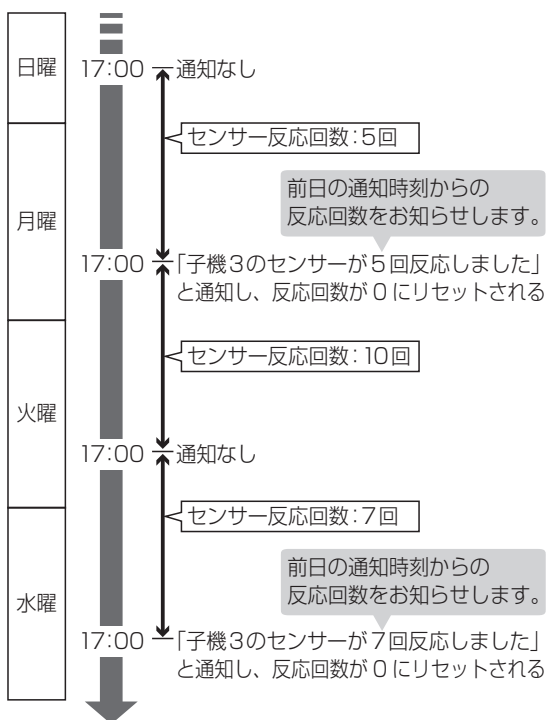 日曜
17:00 通知なし
センサー反応回数：5回
月曜
前日の通知時刻からの
反応回数をお知らせします。
17:00 「子機3のセンサーが5回反応しました」
と通知し、反応回数が0にリセットされる
センサー反応回数：10回
火曜
17:00 通知なし
センサー反応回数：7回
水曜
前日の通知時刻からの
反応回数をお知らせします。
17:00 「子機3のセンサーが7回反応しました」
と通知し、反応回数が0にリセットされる